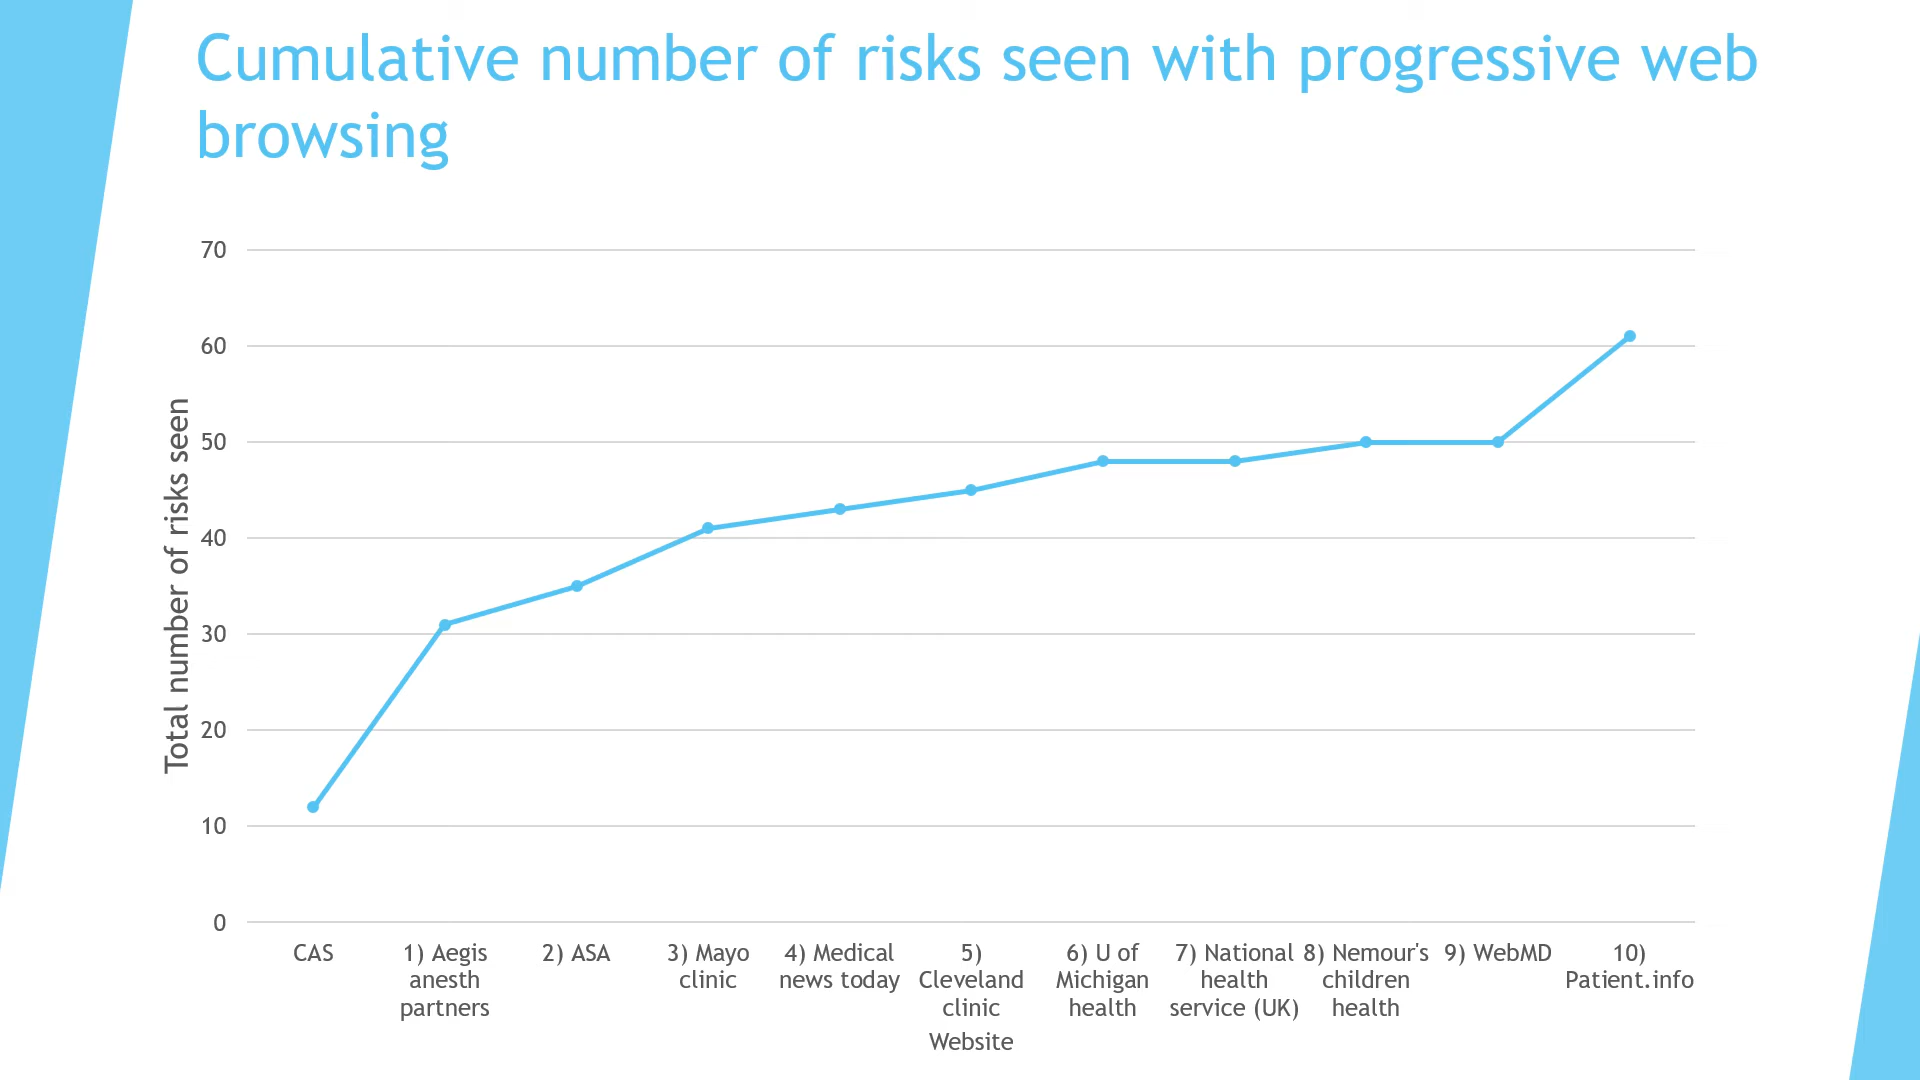 Cumulative number of risks seen with progressive web
browsing
70
60
50
40
30
20
10
0
Total number of risks seen
CAS
1) Aegis
anesth
partners
2) ASA
3) Mayo
clinic
4) Medical
news today
5)
Cleveland
clinic
6) U of
Michigan
health
7) National
health
service (UK)
8) Nemour's
children
health
9) WebMD
10)
Patient.info
Website